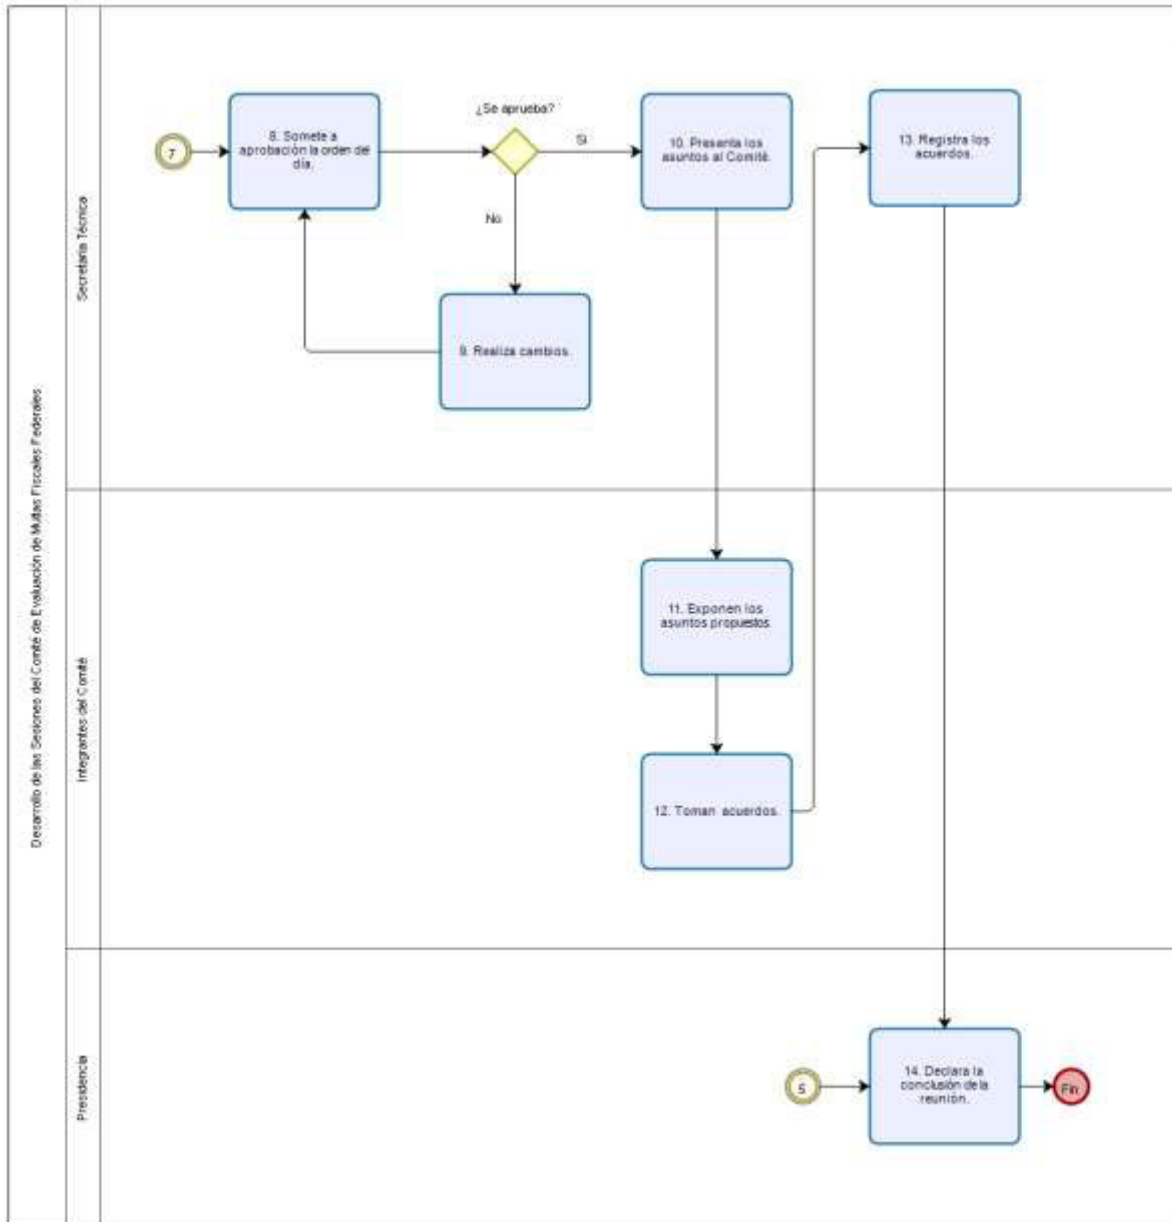 Desarrollo de las Sesiones del Comité de Evaluación de Multas Fiscales Federales
Secretaría Técnica
7
8. Somete a
aprobación la orden del
día.
¿Se aprueba?
Si
No
9. Realiza cambios.
10. Presenta los
asuntos al Comité.
13. Registra los
acuerdos.
Integrantes del Comité
11. Exponen los
asuntos propuestos.
12. Toman acuerdos.
Presidencia
5
14. Declara la
conclusión de la
reunión.
Fin